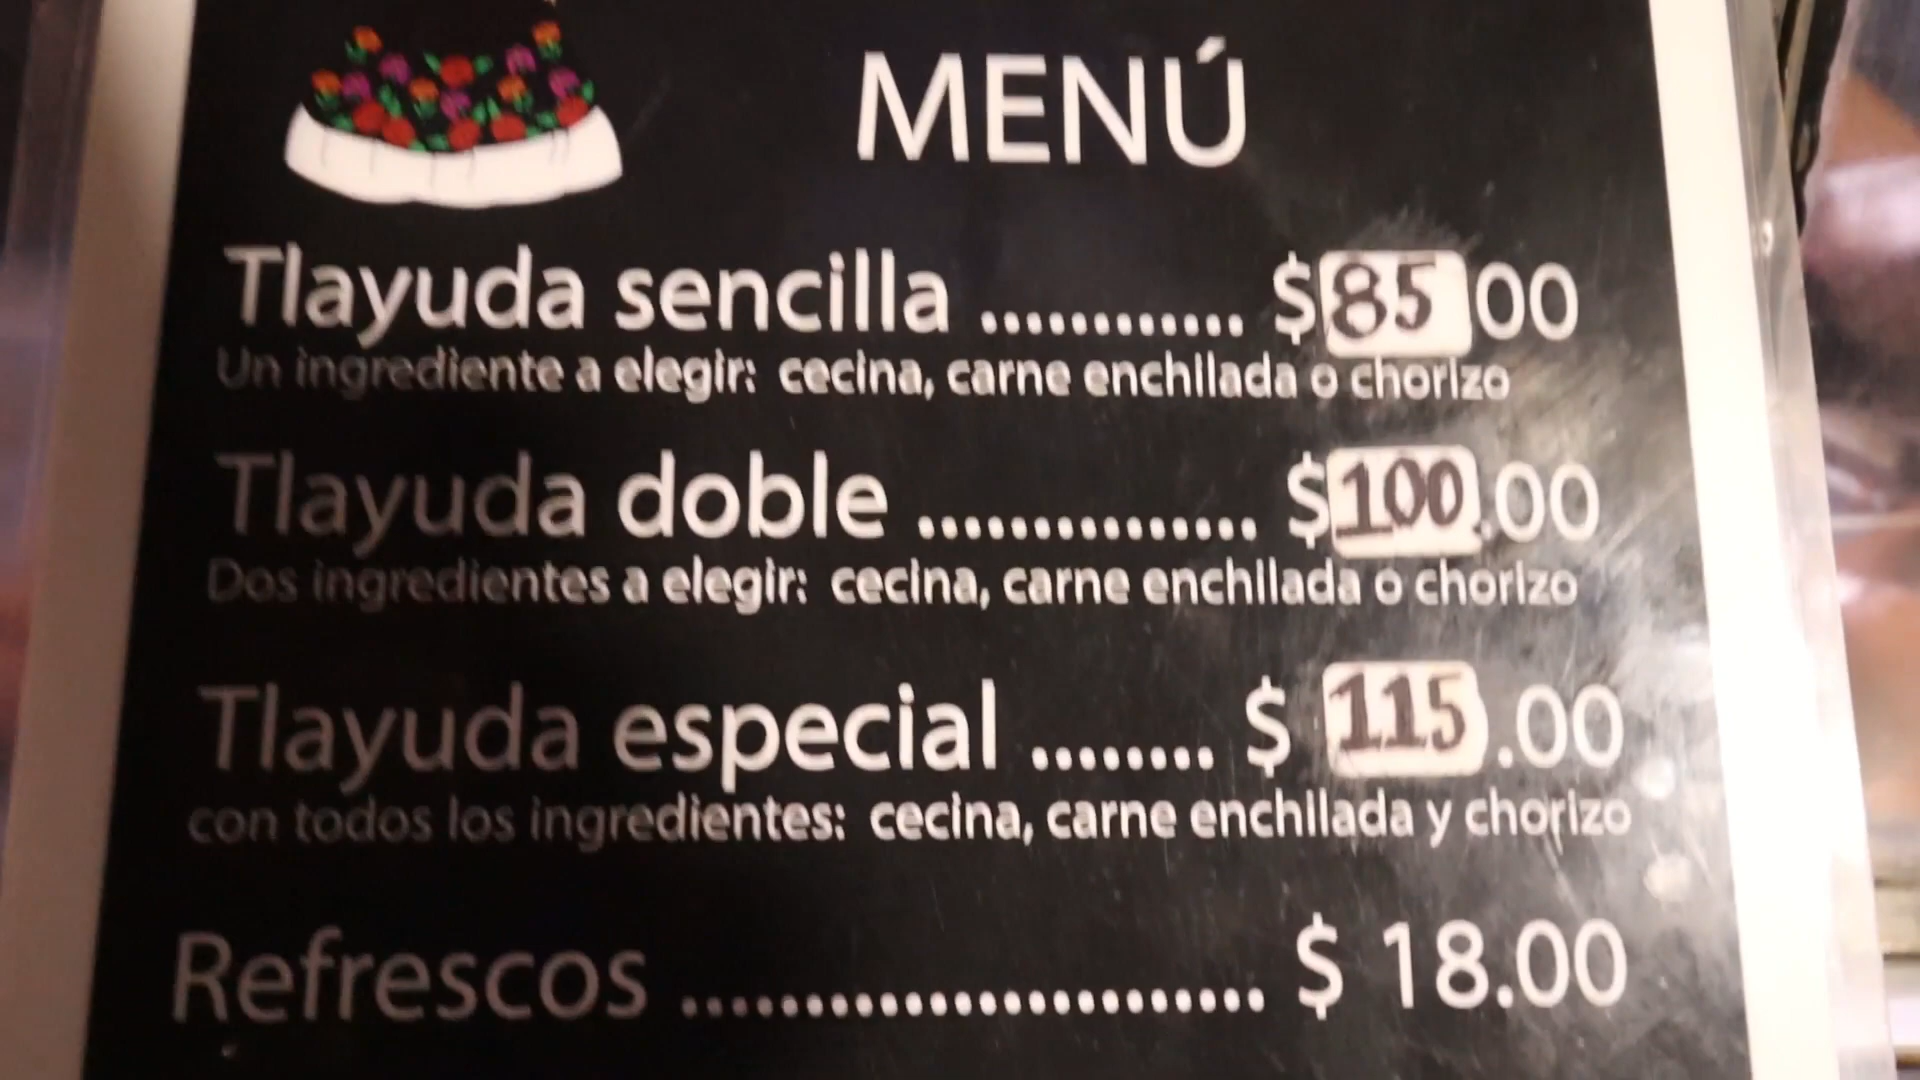 MENÚ
Tlayuda sencilla ............ $85 00
Un ingrediente a elegir: cecina, carne enchilada o chorizo
Tlayuda doble ............... $100.00
Dos ingredientes a elegir: cecina, carne enchilada o chorizo
Tlayuda especial ........ $ 115.00
con todos los ingredientes: cecina, carne enchilada y chorizo
Refrescos .......................... $ 18.00